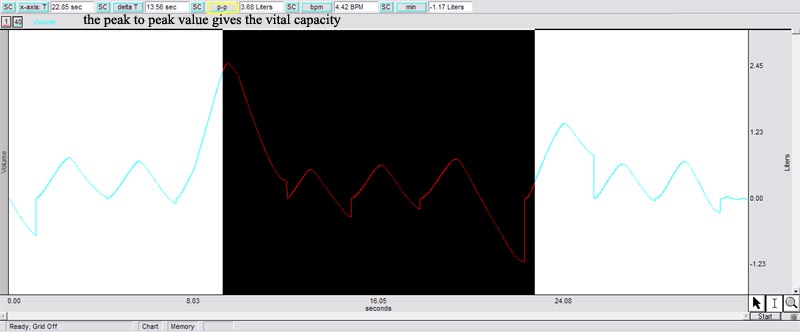 SC x-axis: T 22.85 sec SC delta T 13.56 sec SC p-p 3.68 Liters SC bpm 4.42 BPM SC min -1.17 Liters
1 40 Volume the peak to peak value gives the vital capacity
2.45
1.23
Volume
Liters
0.00
-1.23
0.00 8.03 16.05 24.08
seconds
Start
Ready, Grid Off Chart Memory